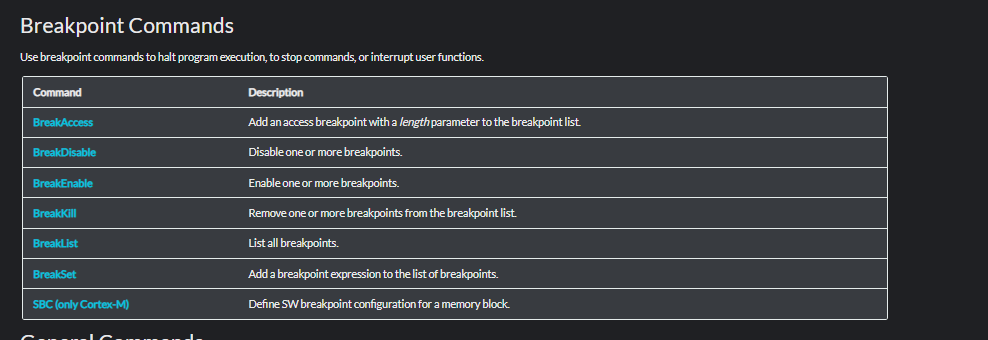 Breakpoint Commands
Use breakpoint commands to halt program execution, to stop commands, or interrupt user functions.
Command Description
BreakAccess Add an access breakpoint with a length parameter to the breakpoint list.
BreakDisable Disable one or more breakpoints.
BreakEnable Enable one or more breakpoints.
BreakKill Remove one or more breakpoints from the breakpoint list.
BreakList List all breakpoints.
BreakSet Add a breakpoint expression to the list of breakpoints.
SBC (only Cortex-M) Define SW breakpoint configuration for a memory block.
General Commands